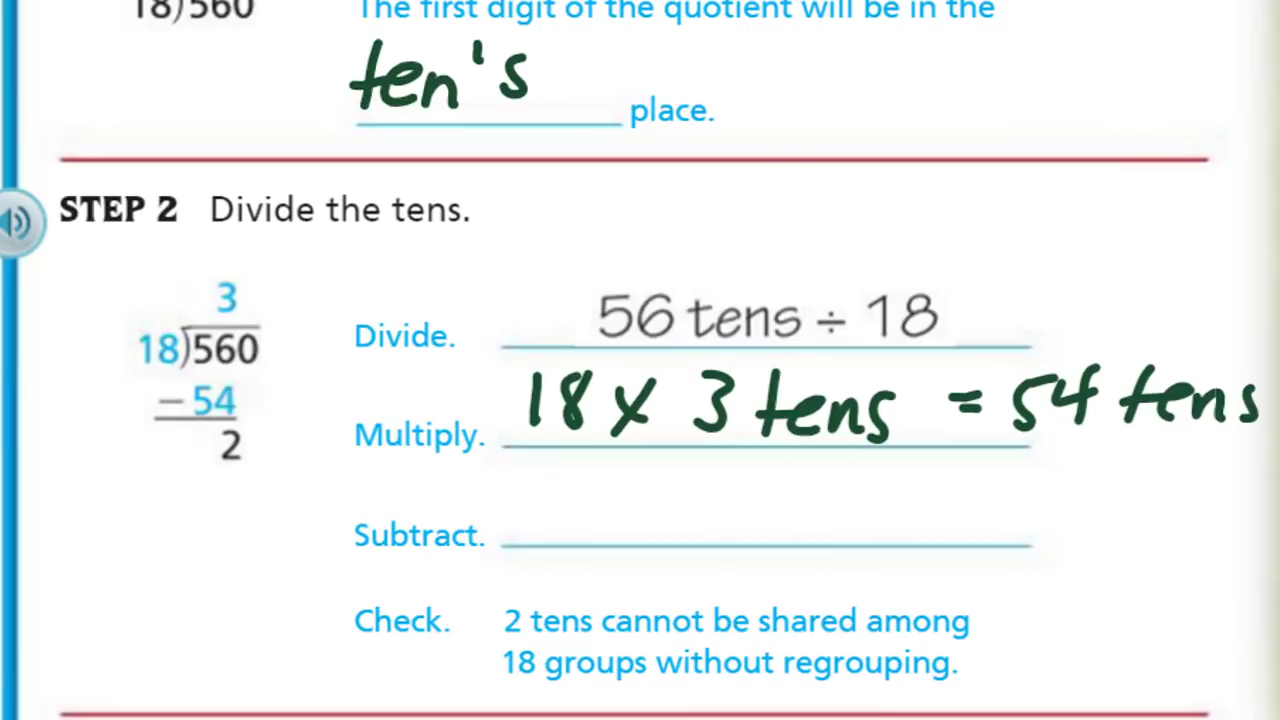 18)560 The first digit of the quotient will be in the
ten's place.
STEP 2 Divide the tens.
3
18)560
Divide. 56 tens ÷ 18
−54
Multiply. 18 x 3 tens = 54 tens
2
Subtract.
Check. 2 tens cannot be shared among
18 groups without regrouping.